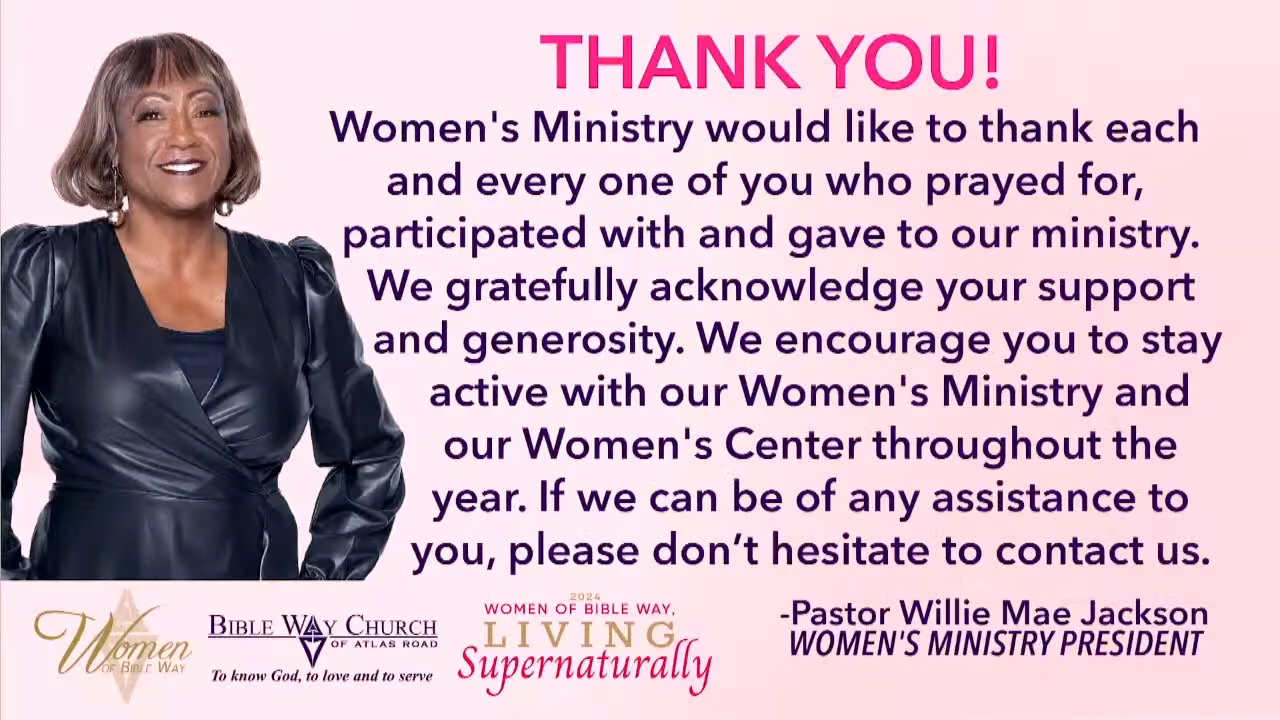 THANK YOU!
Women's Ministry would like to thank each
and every one of you who prayed for,
participated with and gave to our ministry.
We gratefully acknowledge your support
and generosity. We encourage you to stay
active with our Women's Ministry and
our Women's Center throughout the
year. If we can be of any assistance to
you, please don’t hesitate to contact us.
-Pastor Willie Mae Jackson
WOMEN'S MINISTRY PRESIDENT
Women
OF BIBLE WAY
BIBLE WAY CHURCH
OF ATLAS ROAD
To know God, to love and to serve
2024
WOMEN OF BIBLE WAY,
LIVING
Supernaturally